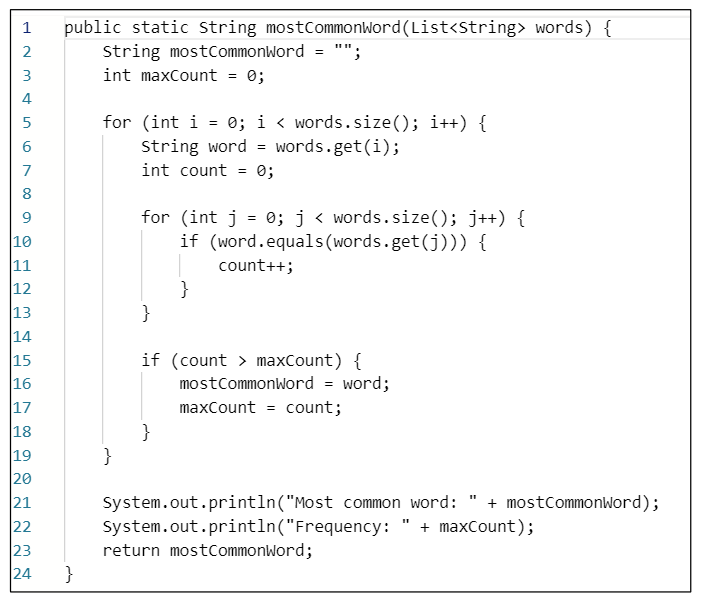 1 public static String mostCommonWord(List<String> words) {
2 String mostCommonWord = "";
3 int maxCount = 0;
4
5 for (int i = 0; i < words.size(); i++) {
6 String word = words.get(i);
7 int count = 0;
8
9 for (int j = 0; j < words.size(); j++) {
10 if (word.equals(words.get(j))) {
11 count++;
12 }
13 }
14
15 if (count > maxCount) {
16 mostCommonWord = word;
17 maxCount = count;
18 }
19 }
20
21 System.out.println("Most common word: " + mostCommonWord);
22 System.out.println("Frequency: " + maxCount);
23 return mostCommonWord;
24 }